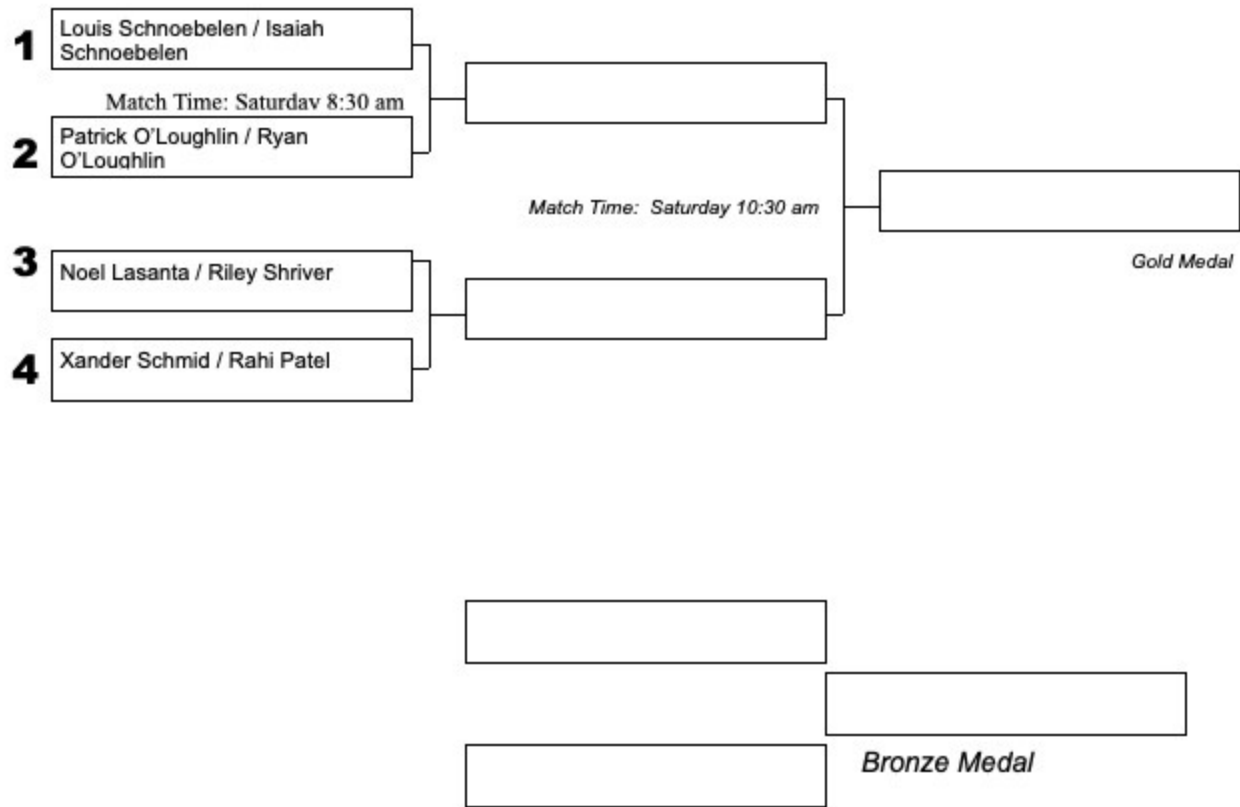 1
Louis Schnoebelen / Isaiah
Schnoebelen
Match Time: Saturday 8:30 am
2
Patrick O'Loughlin / Ryan
O'Loughlin
Match Time: Saturday 10:30 am
Gold Medal
3
Noel Lasanta / Riley Shriver
4
Xander Schmid / Rahi Patel
Bronze Medal